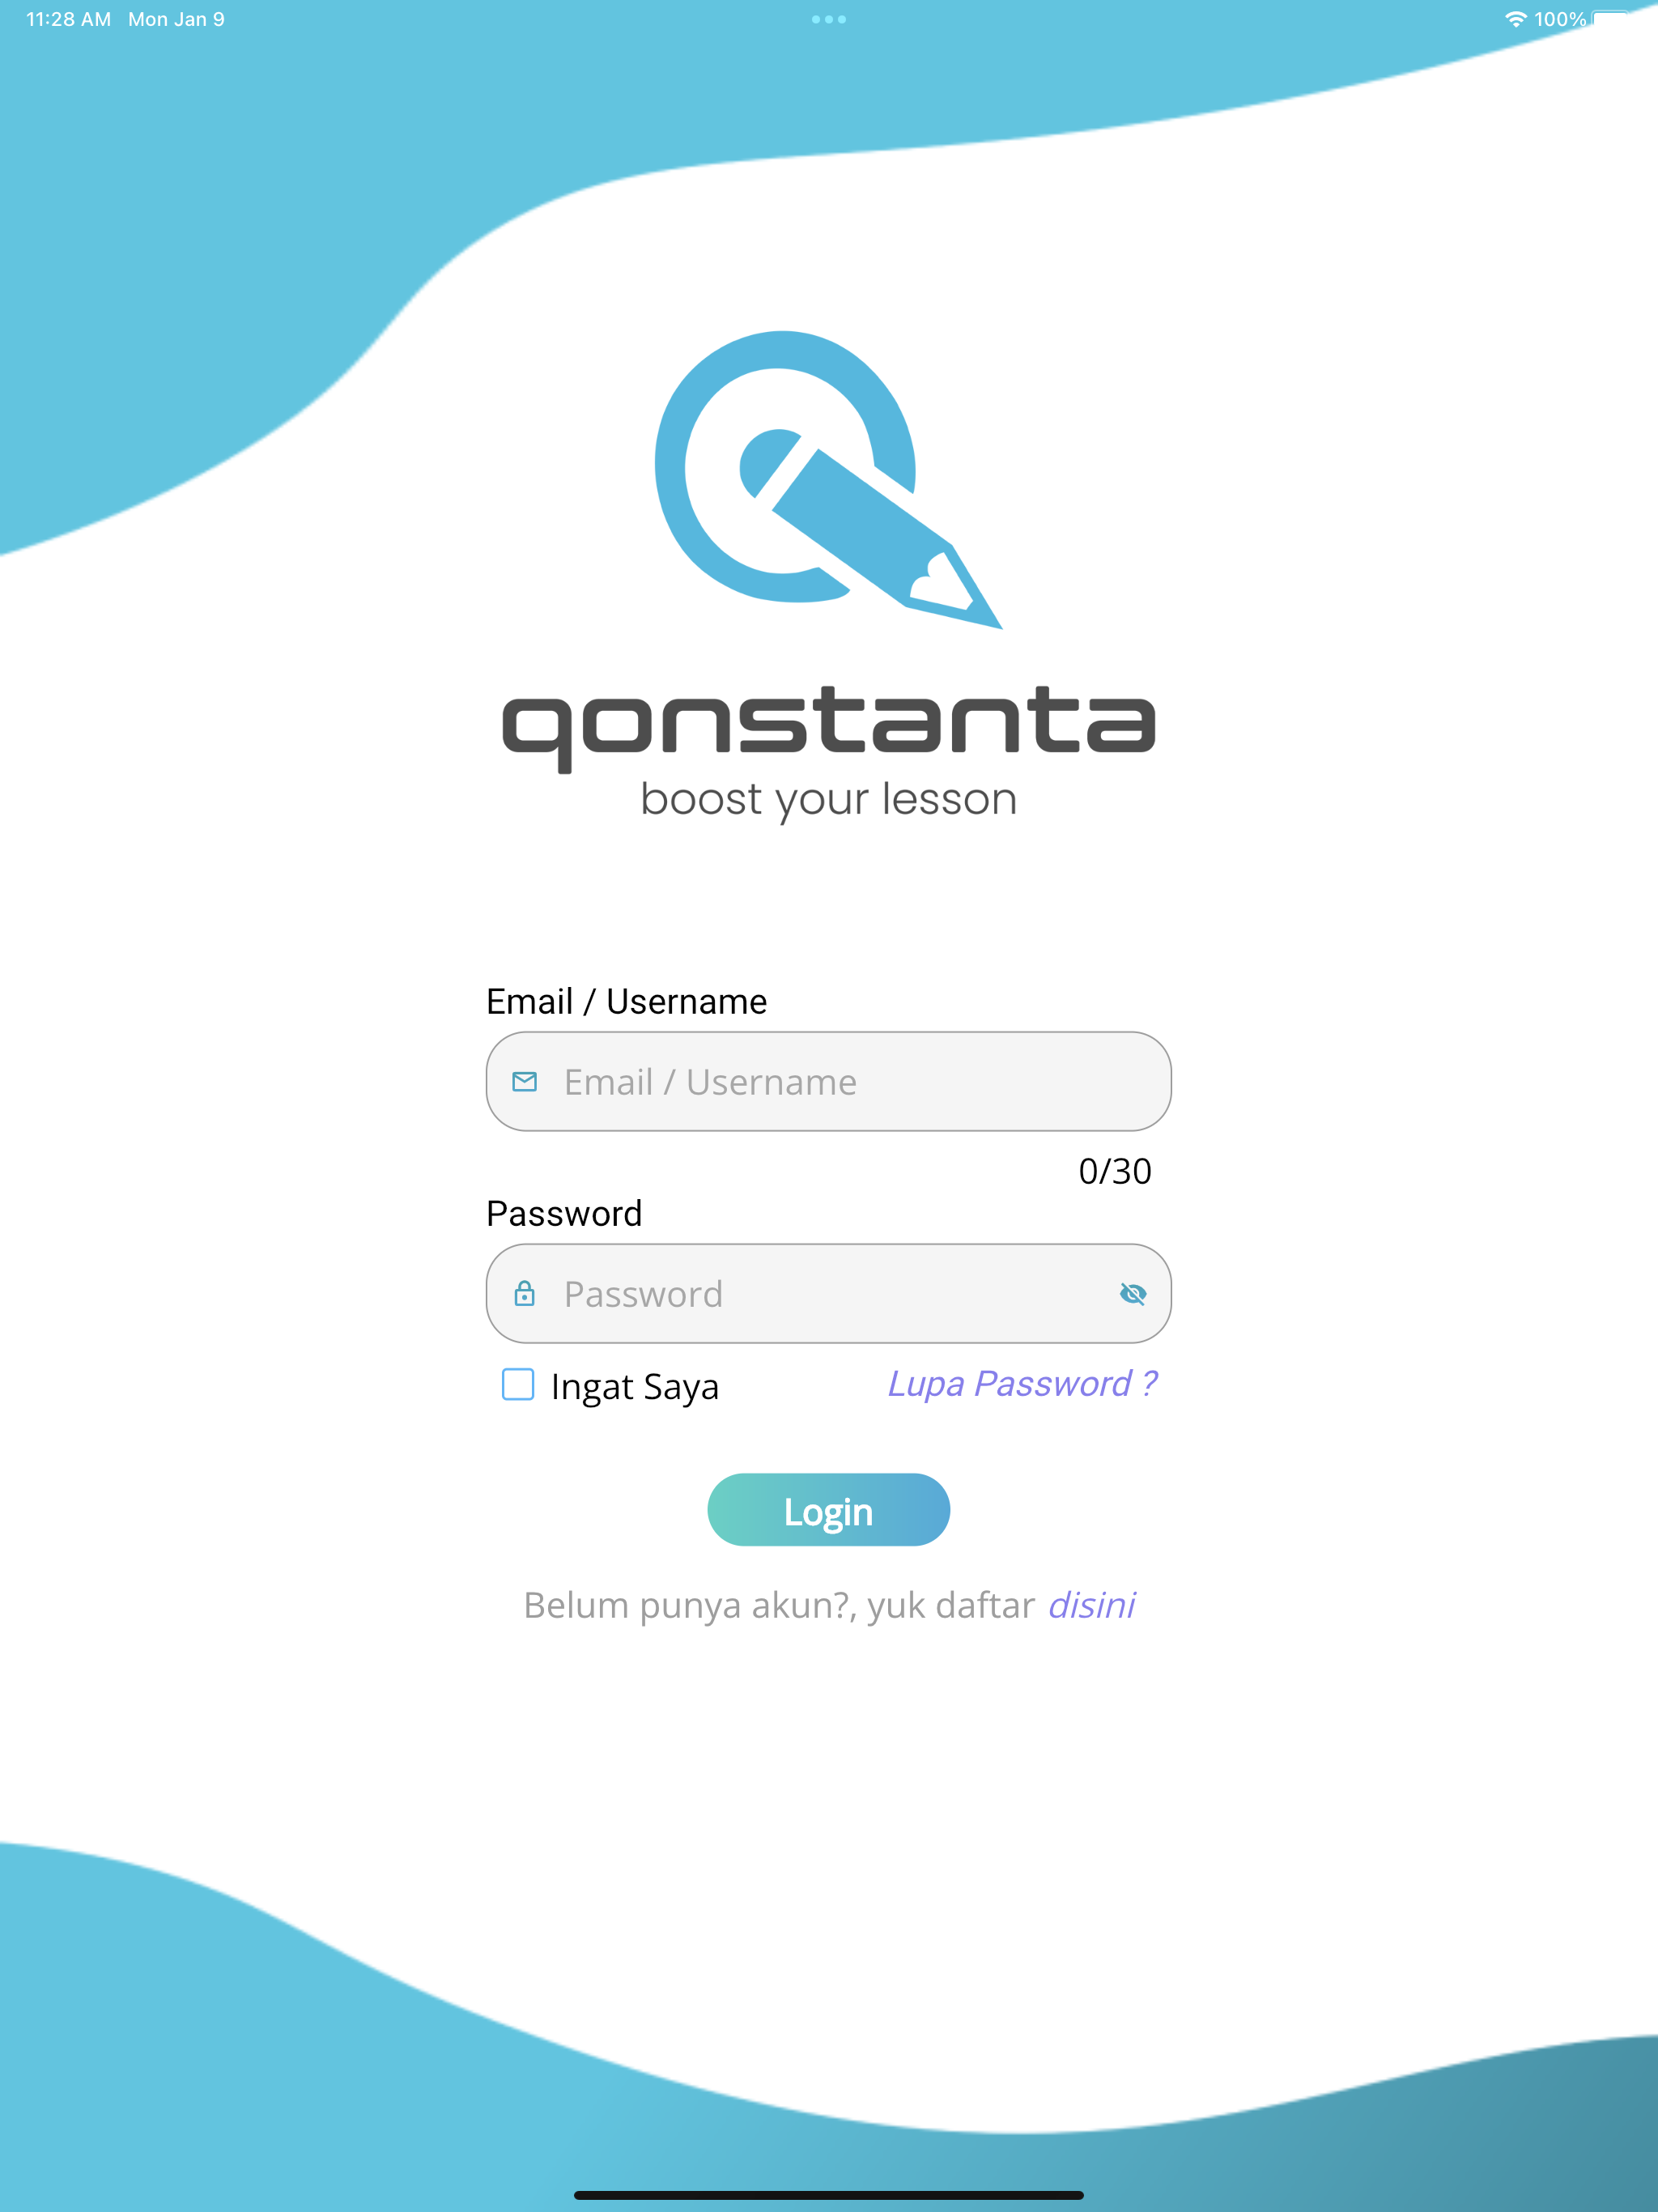 11:28 AM Mon Jan 9
100%
qonstanta
boost your lesson
Email / Username
Email / Username
0/30
Password
Password
Ingat Saya
Lupa Password ?
Login
Belum punya akun?, yuk daftar disini